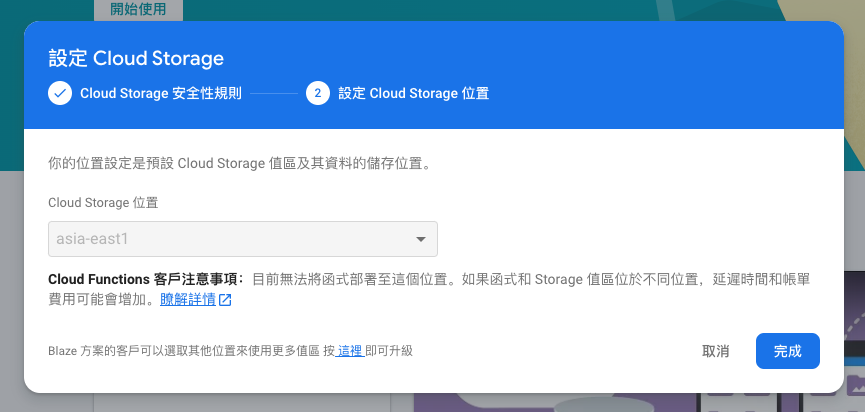 開始使用
設定 Cloud Storage
Cloud Storage 安全性規則
2 設定 Cloud Storage 位置
你的位置設定是預設 Cloud Storage 值區及其資料的儲存位置。
Cloud Storage 位置
asia-east1
Cloud Functions 客戶注意事項： 目前無法將函式部署至這個位置。如果函式和 Storage 值區位於不同位置，延遲時間和帳單
費用可能會增加。瞭解詳情
Blaze 方案的客戶可以選取其他位置來使用更多值區 按 這裡 即可升級
取消
完成